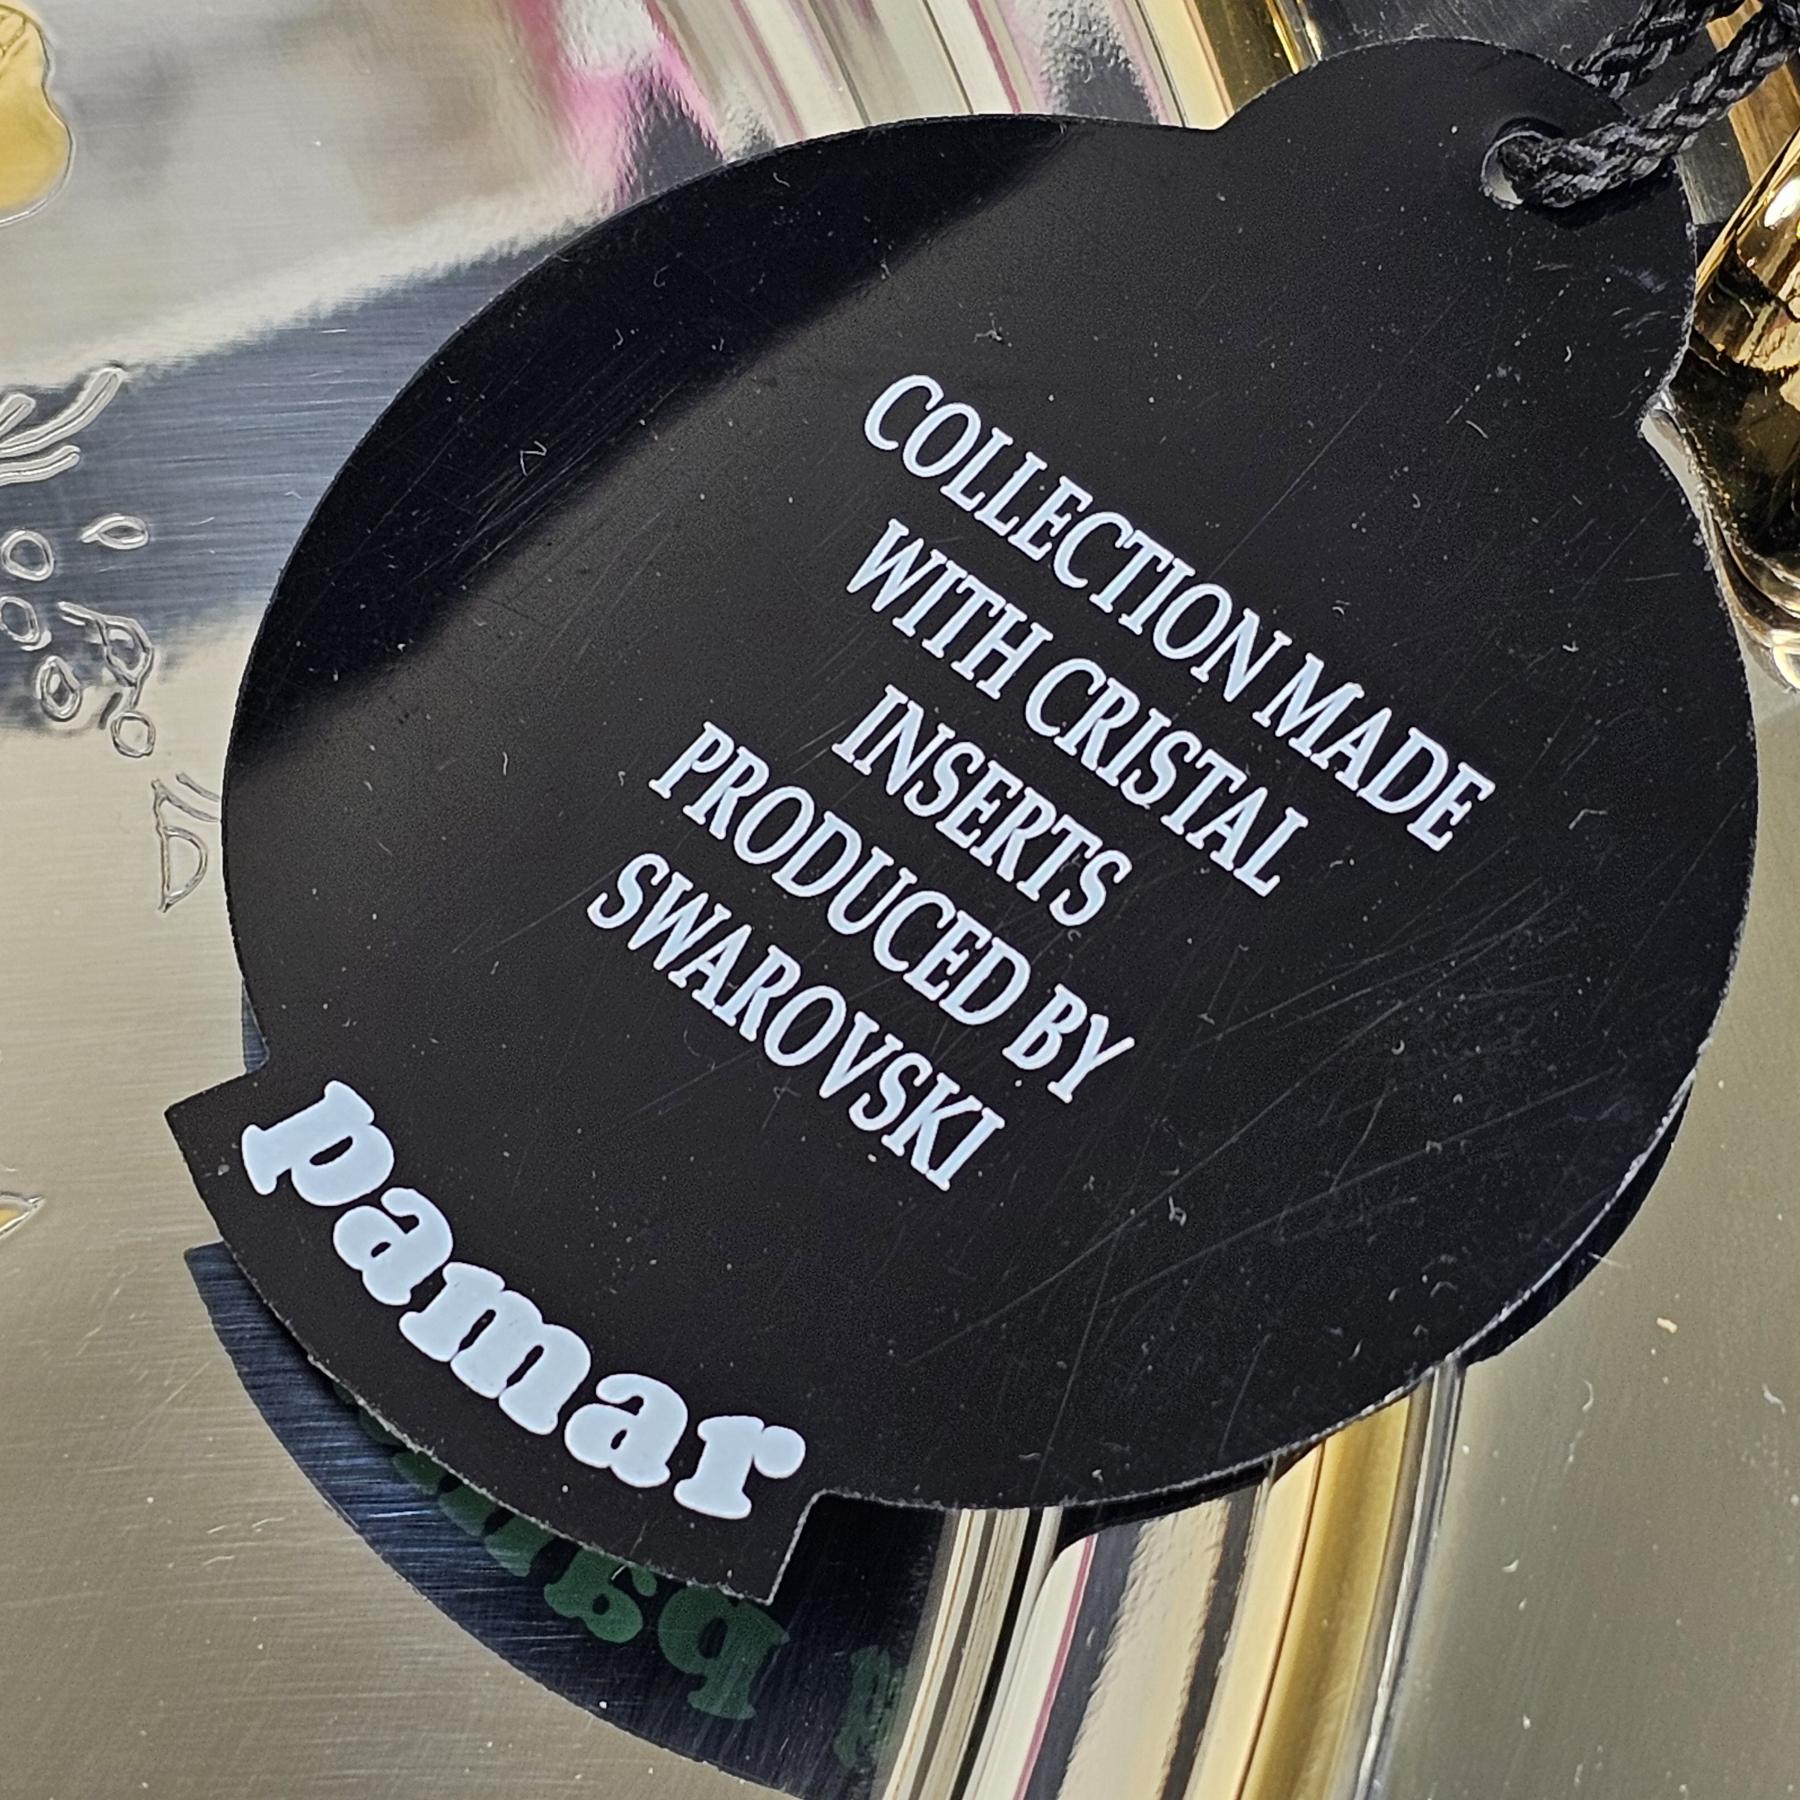 COLLECTION MADE
WITH CRISTAL
INSERTS
PRODUCED BY
SWAROVSKI
pamar